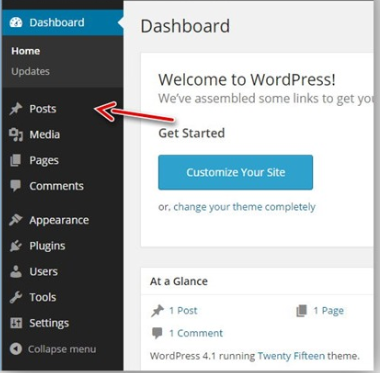 Dashboard
Home
Updates
Posts
Media
Pages
Comments
Appearance
Plugins
Users
Tools
Settings
Collapse menu
Dashboard
Welcome to WordPress!
We've assembled some links to get you
Get Started
Customize Your Site
or, change your theme completely
At a Glance
1 Post 1 Page
1 Comment
WordPress 4.1 running Twenty Fifteen theme.